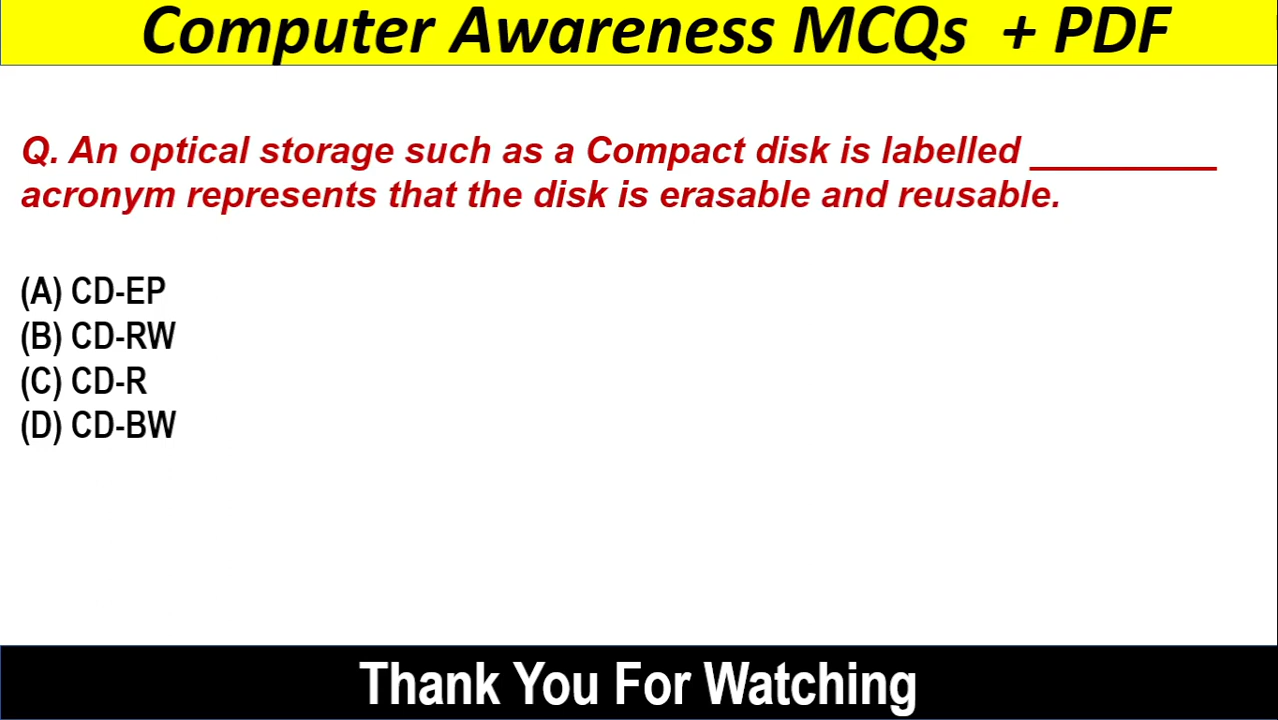 Computer Awareness MCQs + PDF
Q. An optical storage such as a Compact disk is labelled _________
acronym represents that the disk is erasable and reusable.
(A) CD-EP
(B) CD-RW
(C) CD-R
(D) CD-BW
Thank You For Watching